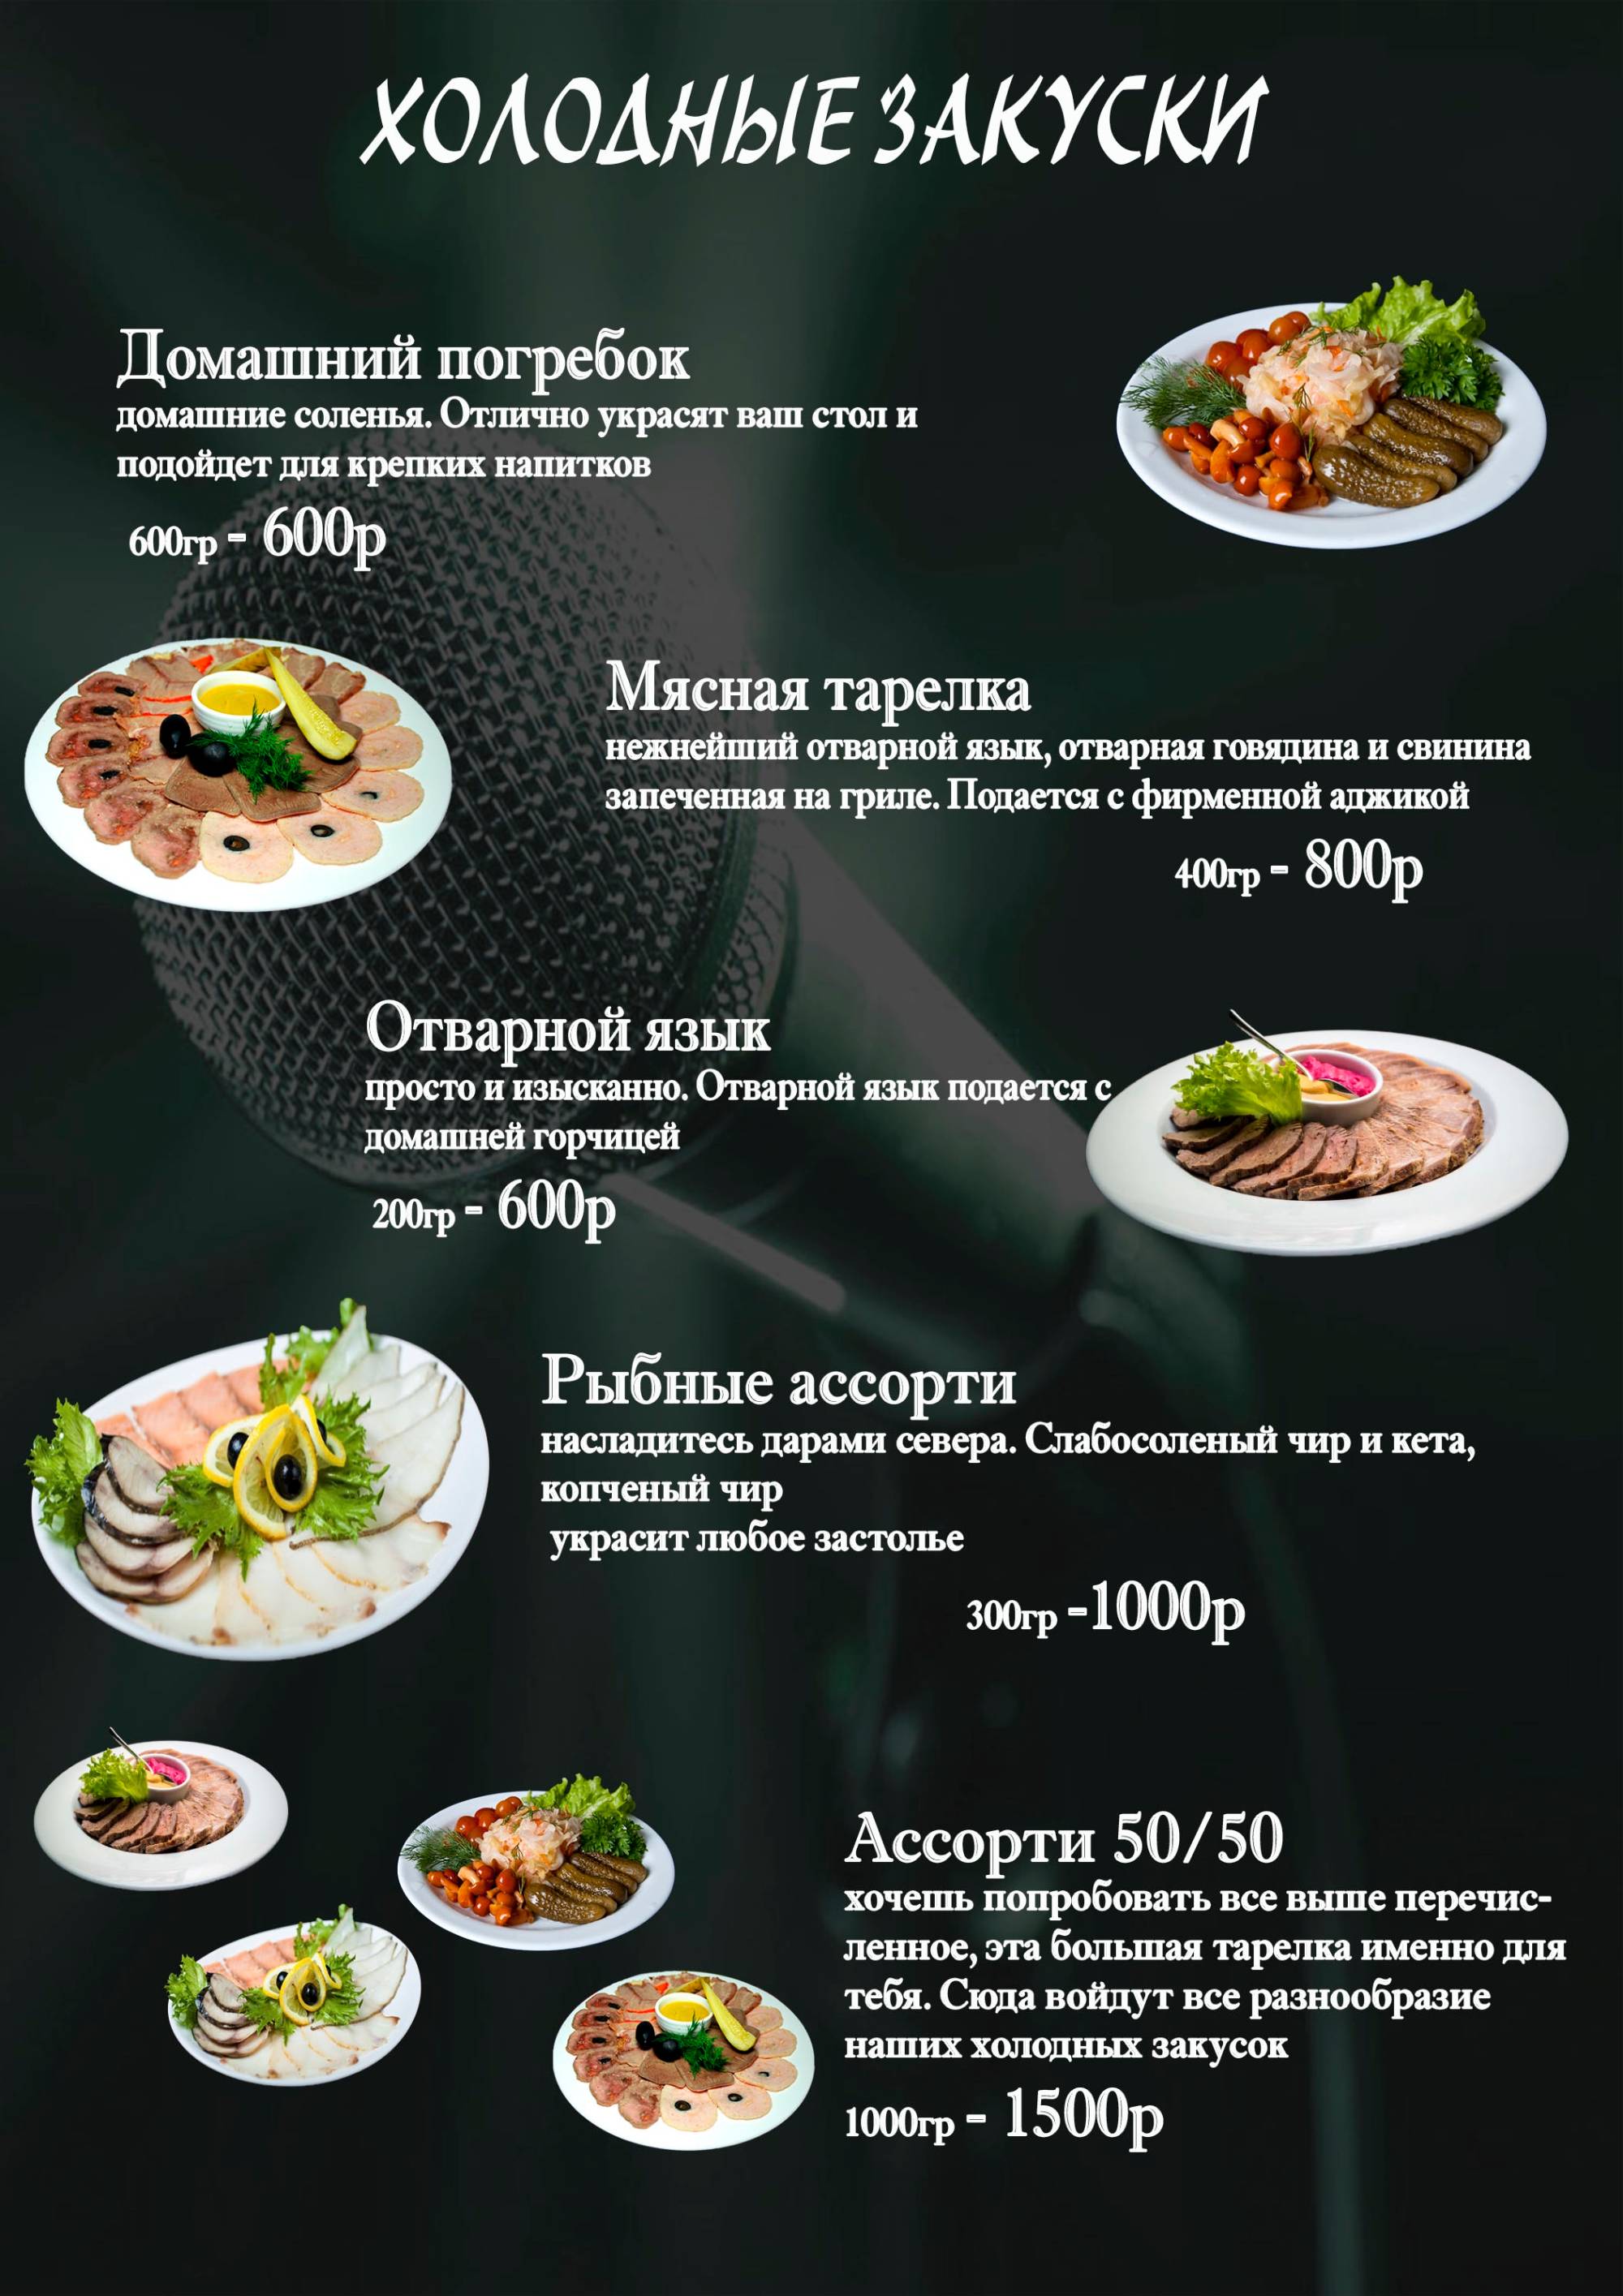 ХОЛОДНЫЕ ЗАКУСКИ
Домашний погребок
домашние соленья. Отлично украсят ваш стол и
подойдет для крепких напитков
600гр - 600р
Мясная тарелка
нежнейший отварной язык, отварная говядина и свинина
запеченная на гриле. Подается с фирменной аджикой
400гр - 800р
Отварной язык
просто и изысканно. Отварной язык подается с
домашней горчицей
200гр - 600р
Рыбные ассорти
насладитесь дарами севера. Слабосоленый чир и кета,
копченый чир
украсит любое застолье
300гр -1000р
Ассорти 50/50
хочешь попробовать все выше перечис-
ленное, эта большая тарелка именно для
тебя. Сюда войдут все разнообразие
наших холодных закусок
1000гр - 1500р